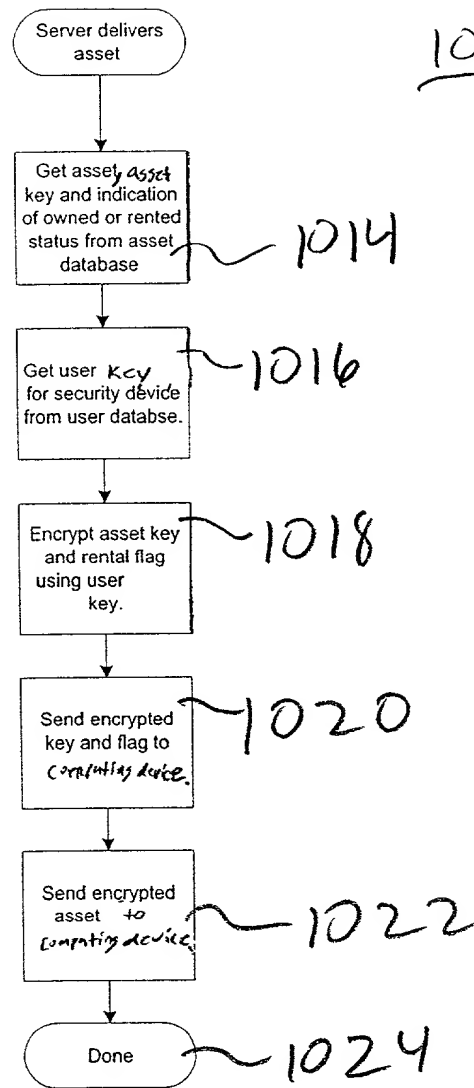 Server delivers
asset
10
Get asset, asset
key and indication
of owned or rented
status from asset
database
1014
Get user Key
for security device
from user databse.
1016
Encrypt asset key
and rental flag
using user
key.
1018
Send encrypted
key and flag to
computing device.
1020
Send encrypted
asset to
computing device.
1022
Done
1024